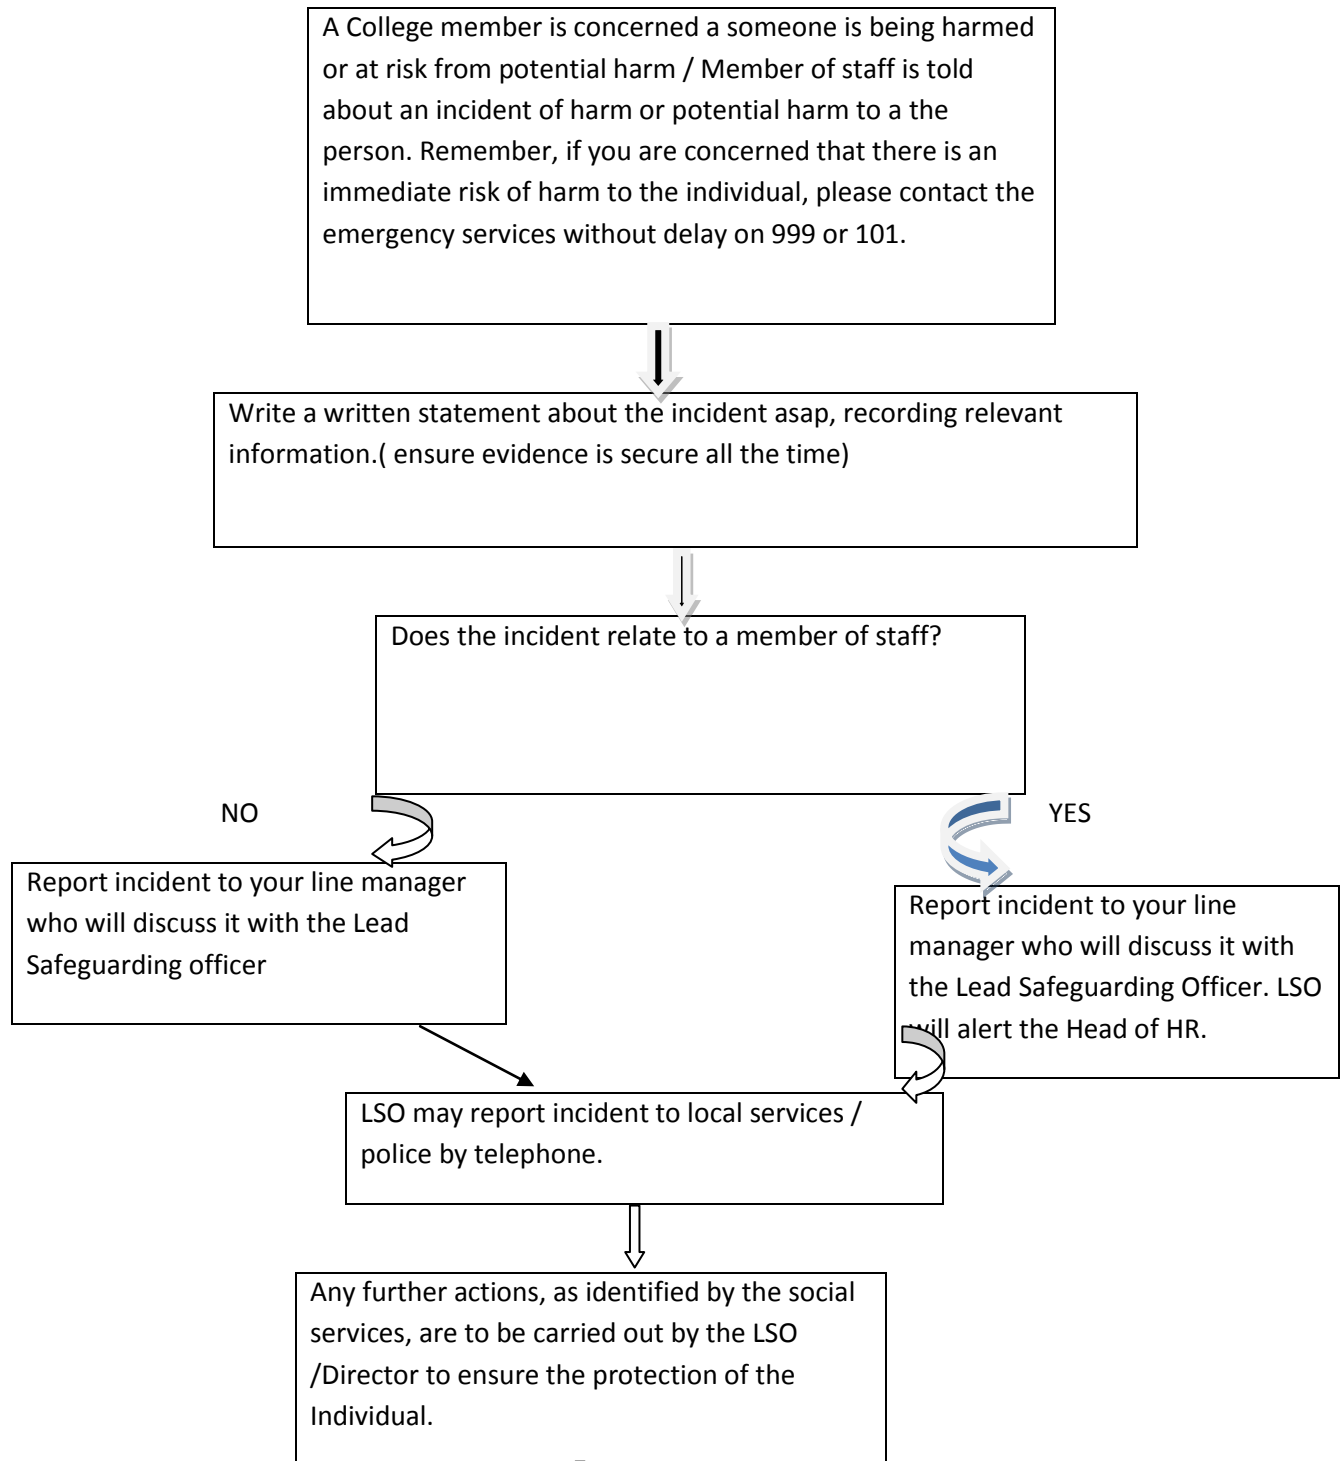 A College member is concerned a someone is being harmed
or at risk from potential harm / Member of staff is told
about an incident of harm or potential harm to a the
person. Remember, if you are concerned that there is an
immediate risk of harm to the individual, please contact the
emergency services without delay on 999 or 101.
Write a written statement about the incident asap, recording relevant
information.( ensure evidence is secure all the time)
Does the incident relate to a member of staff?
NO
YES
Report incident to your line manager
who will discuss it with the Lead
Safeguarding officer
Report incident to your line
manager who will discuss it with
the Lead Safeguarding Officer. LSO
will alert the Head of HR.
LSO may report incident to local services /
police by telephone.
Any further actions, as identified by the social
services, are to be carried out by the LSO
/Director to ensure the protection of the
Individual.